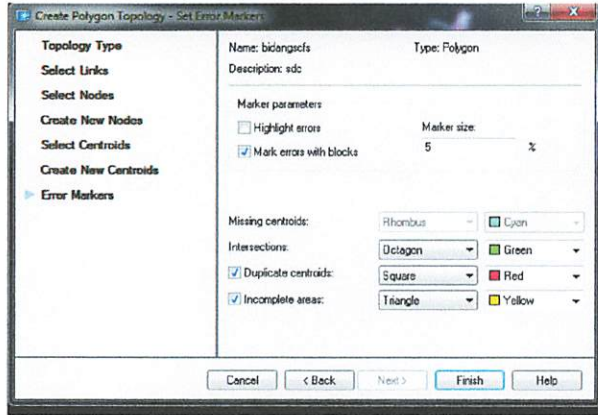 Create Polygon Topology - Set Error Markers
Topology Type
Select Links
Select Nodes
Create New Nodes
Select Centroids
Create New Centroids
Error Markers
Name: bidangscfs Type: Polygon
Description: sdc
Marker parameters
Highlight errors
Marker size:
Mark errors with blocks 5 %
Missing centroids: Rhombus Cyan
Intersections: Octagon Green
Duplicate centroids: Square Red
Incomplete areas: Triangle Yellow
Cancel < Back Next > Finish Help